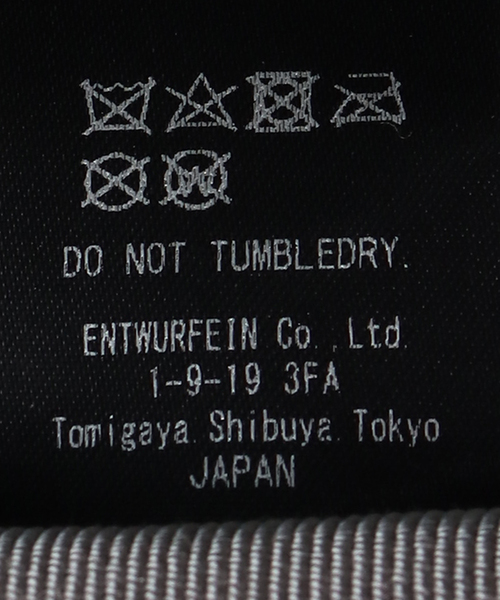 DO NOT TUMBLEDRY.
ENTWURFEIN Co.,Ltd.
1-9-19 3FA
Tomigaya.Shibuya.Tokyo
JAPAN